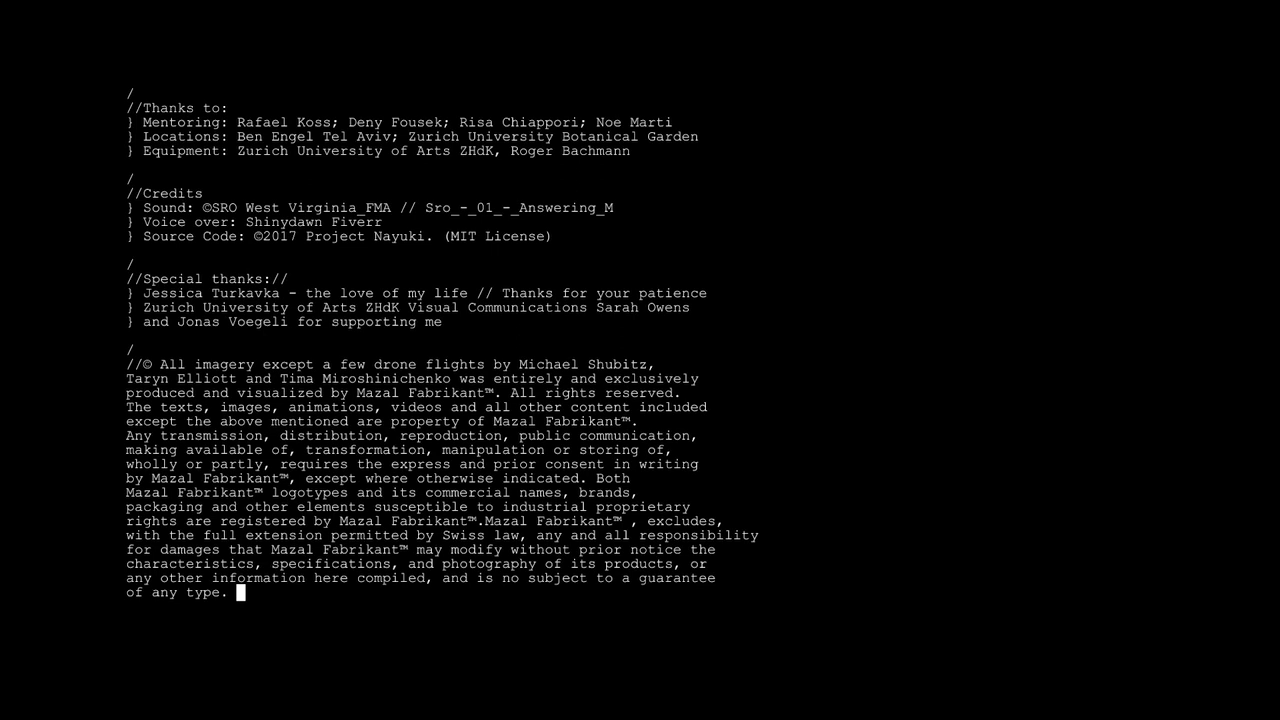 /
//Thanks to:
} Mentoring: Rafael Koss; Deny Fousek; Risa Chiappori; Noe Marti
} Locations: Ben Engel Tel Aviv; Zurich University Botanical Garden
} Equipment: Zurich University of Arts ZHdK, Roger Bachmann
/
//Credits
} Sound: ©SRO West Virginia_FMA // Sro_-_01_-_Answering_M
} Voice over: Shinydawn Fiverr
} Source Code: ©2017 Project Nayuki. (MIT License)
/
//Special thanks://
} Jessica Turkavka - the love of my life // Thanks for your patience
} Zurich University of Arts ZHdK Visual Communications Sarah Owens
} and Jonas Voegeli for supporting me
/
//© All imagery except a few drone flights by Michael Shubitz,
Taryn Elliott and Tima Miroshinichenko was entirely and exclusively
produced and visualized by Mazal Fabrikant™. All rights reserved.
The texts, images, animations, videos and all other content included
except the above mentioned are property of Mazal Fabrikant™.
Any transmission, distribution, reproduction, public communication,
making available of, transformation, manipulation or storing of,
wholly or partly, requires the express and prior consent in writing
by Mazal Fabrikant™, except where otherwise indicated. Both
Mazal Fabrikant™ logotypes and its commercial names, brands,
packaging and other elements susceptible to industrial proprietary
rights are registered by Mazal Fabrikant™.Mazal Fabrikant™ , excludes,
with the full extension permitted by Swiss law, any and all responsibility
for damages that Mazal Fabrikant™ may modify without prior notice the
characteristics, specifications, and photography of its products, or
any other information here compiled, and is no subject to a guarantee
of any type.